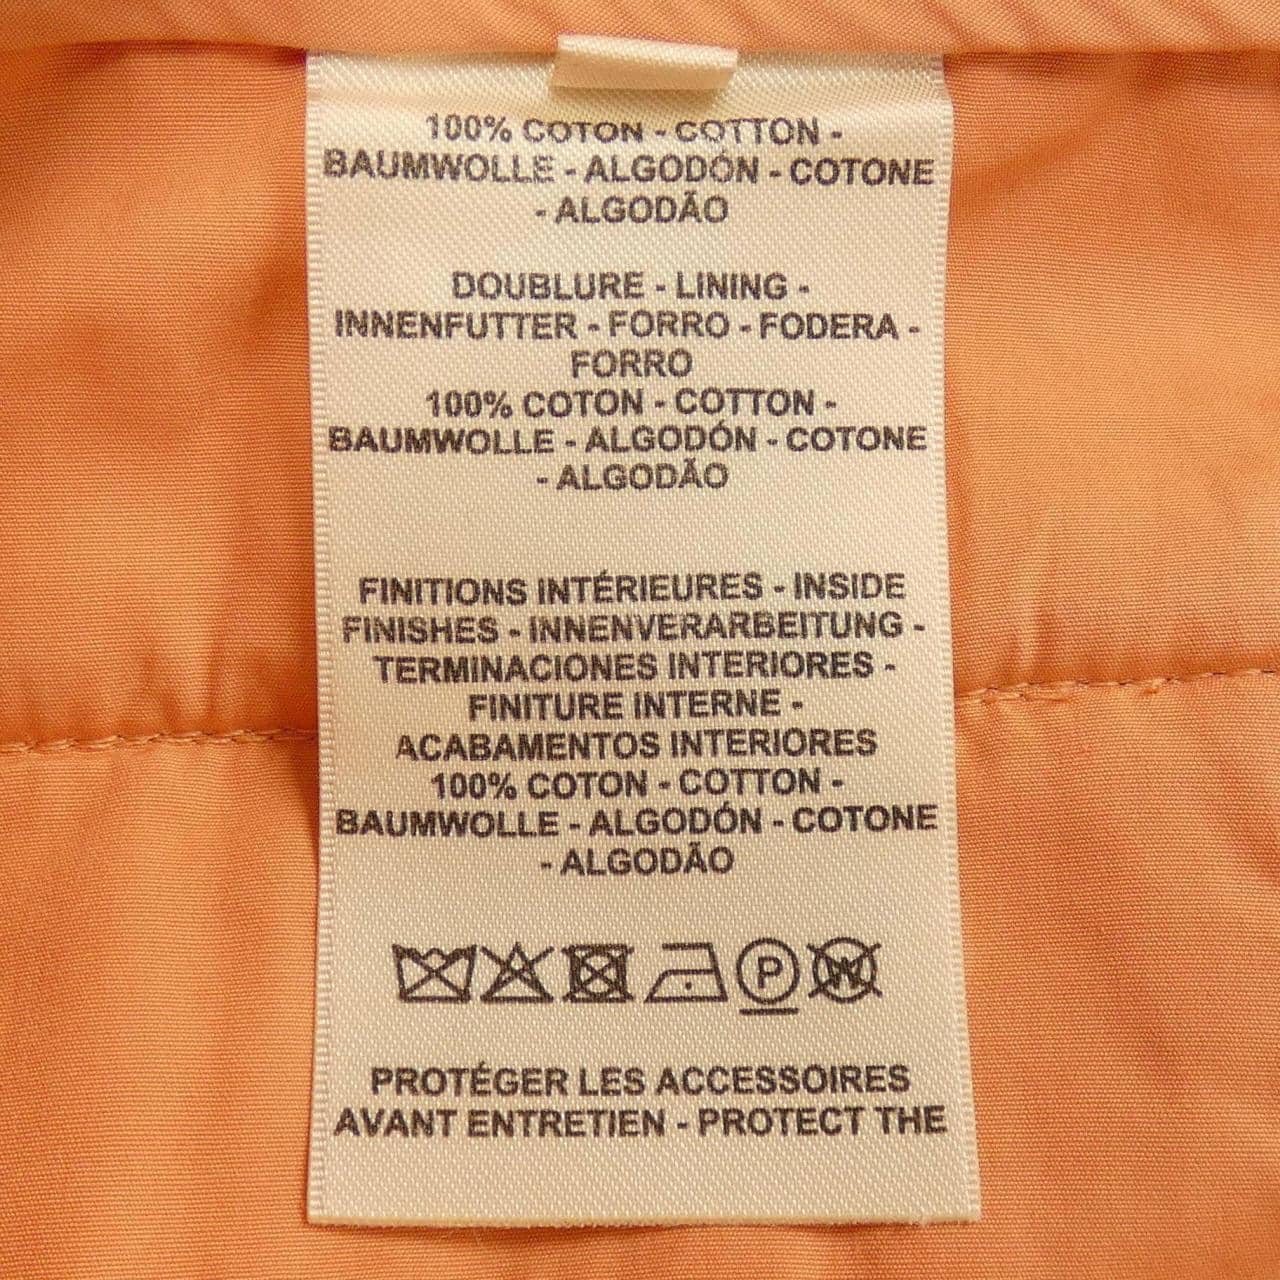 100% COTON - COTTON -
BAUMWOLLE - ALGODÓN - COTONE
- ALGODÃO
DOUBLURE - LINING -
INNENFUTTER - FORRO - FODERA -
FORRO
100% COTON - COTTON -
BAUMWOLLE - ALGODÓN - COTONE
- ALGODÃO
FINITIONS INTÉRIEURES - INSIDE
FINISHES - INNENVERARBEITUNG -
TERMINACIONES INTERIORES -
FINITURE INTERNE -
ACABAMENTOS INTERIORES
100% COTON - COTTON -
BAUMWOLLE - ALGODÓN - COTONE
- ALGODÃO
P W
PROTÉGER LES ACCESSOIRES
AVANT ENTRETIEN - PROTECT THE